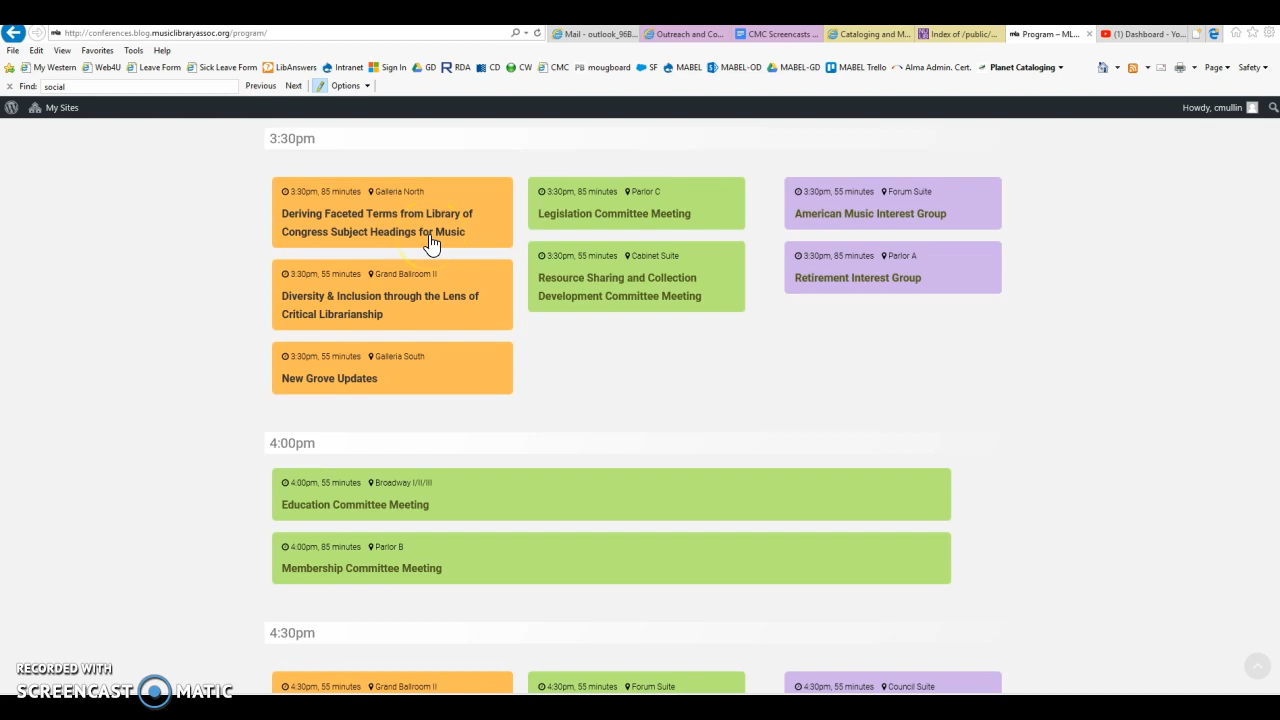 http://conferences.blog.musiclibraryassoc.org/program/
Mail - outlook_96B...
Outreach and Co...
CMC Screencasts ...
Cataloging and M...
Index of /public/...
Program – ML...
(1) Dashboard - Yo...
File Edit View Favorites Tools Help
My Western Web4U Leave Form Sick Leave Form LibAnswers Intranet Sign In GD RDA CD CW CMC PB mougboard SF MABEL MABEL-OD MABEL-GD MABEL Trello Alma Admin. Cert. Planet Cataloging Page Safety
Find: social Previous Next Options
My Sites Howdy, cmullin
3:30pm
3:30pm, 85 minutes Galleria North
Deriving Faceted Terms from Library of
Congress Subject Headings for Music
3:30pm, 55 minutes Grand Ballroom II
Diversity & Inclusion through the Lens of
Critical Librarianship
3:30pm, 55 minutes Galleria South
New Grove Updates
3:30pm, 85 minutes Parlor C
Legislation Committee Meeting
3:30pm, 55 minutes Cabinet Suite
Resource Sharing and Collection
Development Committee Meeting
3:30pm, 55 minutes Forum Suite
American Music Interest Group
3:30pm, 85 minutes Parlor A
Retirement Interest Group
4:00pm
4:00pm, 55 minutes Broadway I/II/III
Education Committee Meeting
4:00pm, 85 minutes Parlor B
Membership Committee Meeting
4:30pm
4:30pm, 55 minutes Grand Ballroom II
4:30pm, 55 minutes Forum Suite
4:30pm, 55 minutes Council Suite
RECORDED WITH
SCREENCAST MATIC